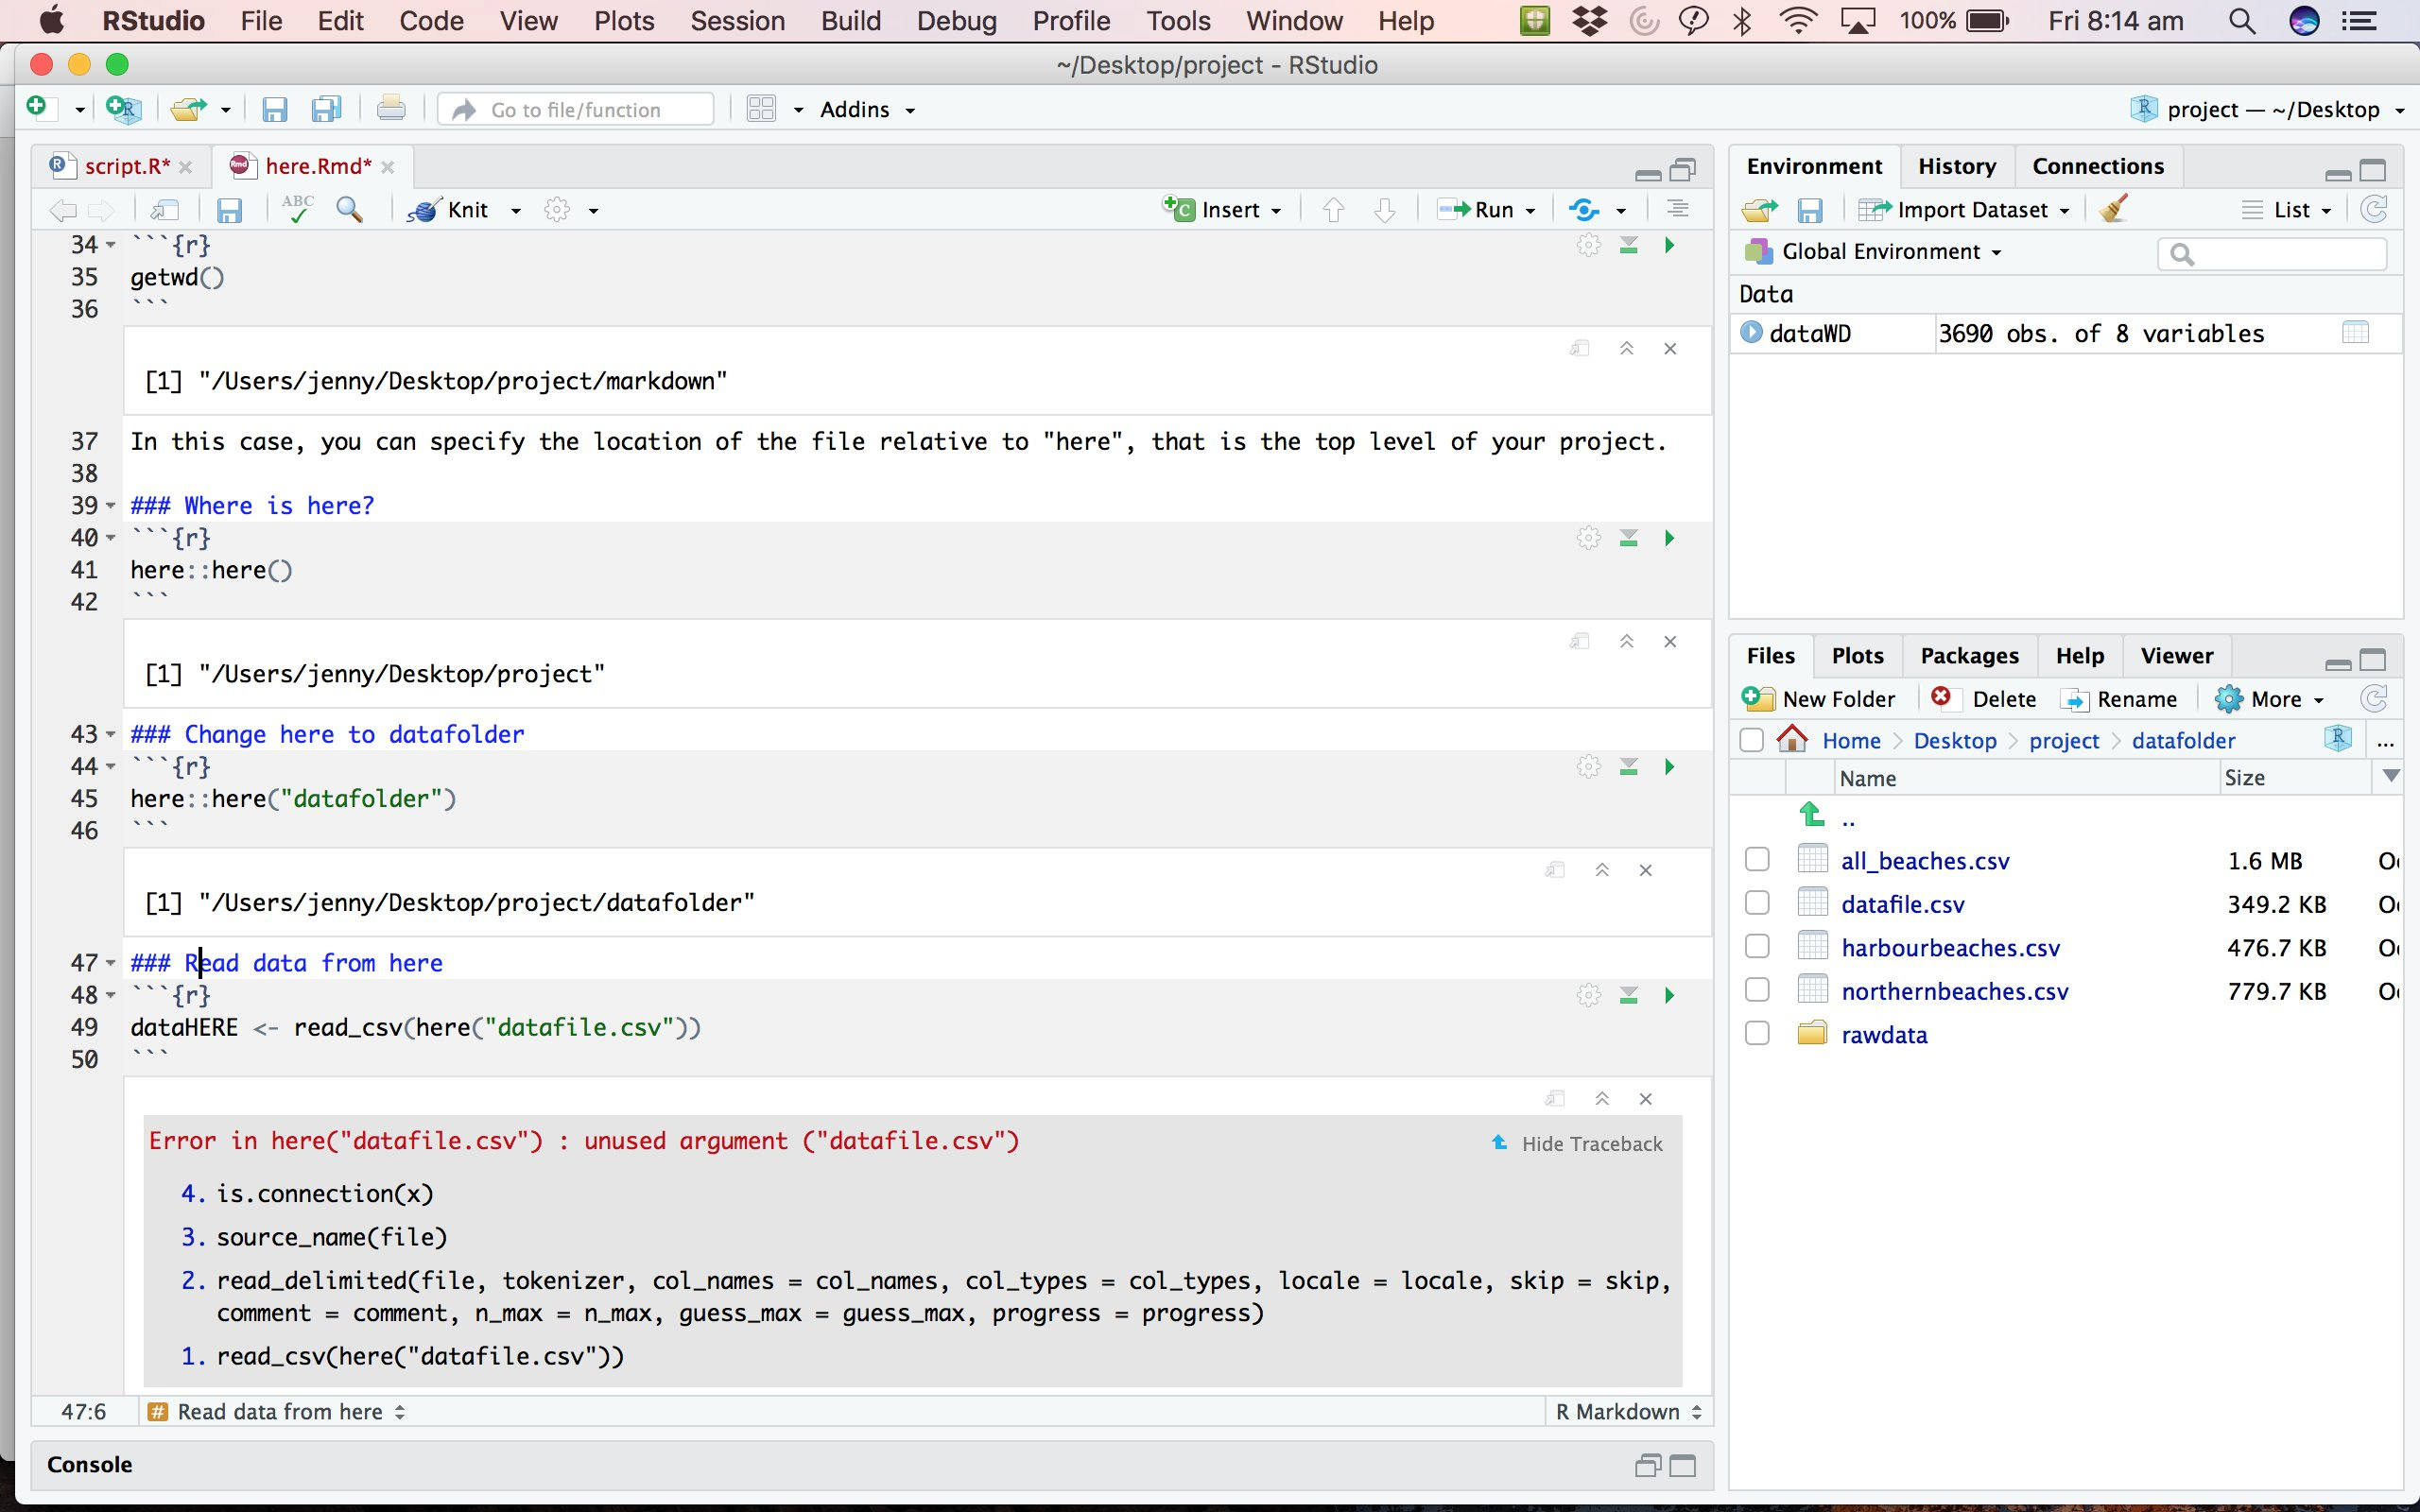 RStudio File Edit Code View Plots Session Build Debug Profile Tools Window Help 100% Fri 8:14 am
~/Desktop/project - RStudio
Go to file/function Addins project — ~/Desktop
script.R* here.Rmd*
ABC Knit Insert Run
34 ```{r}
35 getwd()
36 ```
[1] "/Users/jenny/Desktop/project/markdown"
37 In this case, you can specify the location of the file relative to "here", that is the top level of your project.
38
39 ### Where is here?
40 ```{r}
41 here::here()
42 ```
[1] "/Users/jenny/Desktop/project"
43 ### Change here to datafolder
44 ```{r}
45 here::here("datafolder")
46 ```
[1] "/Users/jenny/Desktop/project/datafolder"
47 ### Read data from here
48 ```{r}
49 dataHERE <- read_csv(here("datafile.csv"))
50 ```
Error in here("datafile.csv") : unused argument ("datafile.csv")
Hide Traceback
4. is.connection(x)
3. source_name(file)
2. read_delimited(file, tokenizer, col_names = col_names, col_types = col_types, locale = locale, skip = skip,
comment = comment, n_max = n_max, guess_max = guess_max, progress = progress)
1. read_csv(here("datafile.csv"))
47:6 # Read data from here R Markdown
Console
Environment History Connections
Import Dataset List
Global Environment
Data
dataWD 3690 obs. of 8 variables
Files Plots Packages Help Viewer
New Folder Delete Rename More
Home Desktop project datafolder ...
Name Size
..
all_beaches.csv 1.6 MB
datafile.csv 349.2 KB
harbourbeaches.csv 476.7 KB
northernbeaches.csv 779.7 KB
rawdata